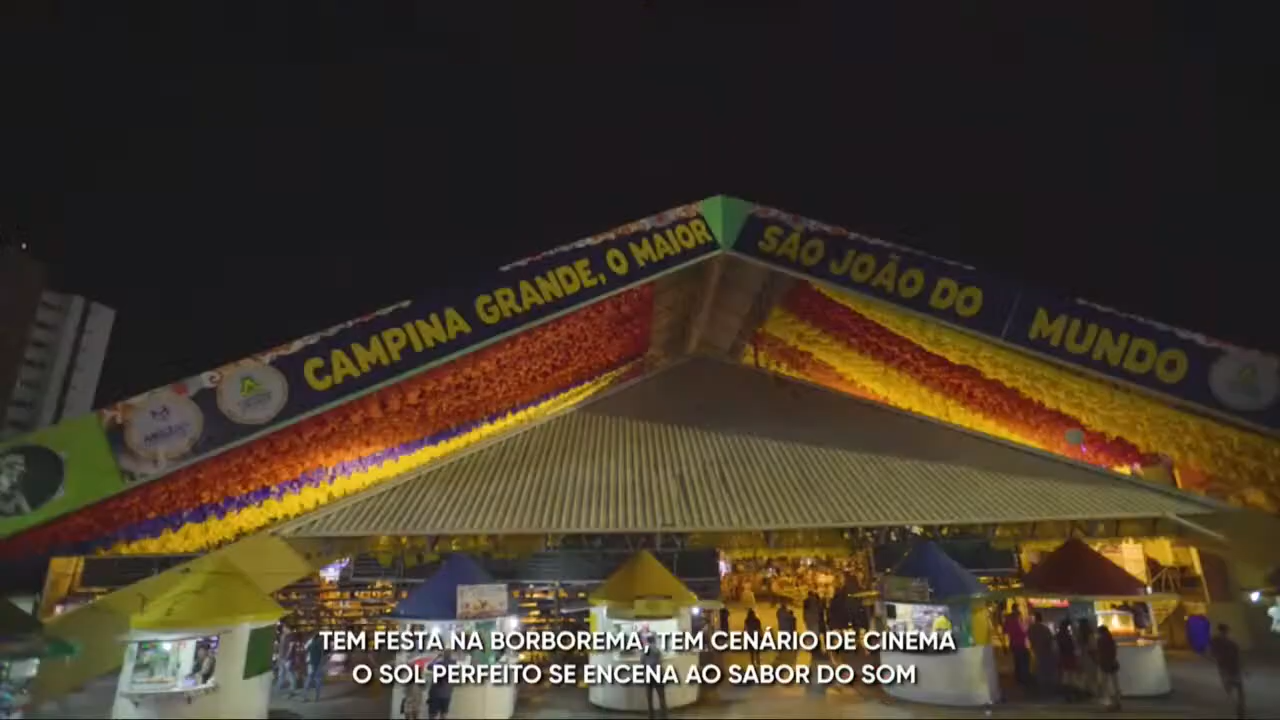 CAMPINA GRANDE, O MAIOR
SÃO JOÃO DO MUNDO
TEM FESTA NA BORBOREMA, TEM CENÁRIO DE CINEMA
O SOL PERFEITO SE ENCENA AO SABOR DO SOM